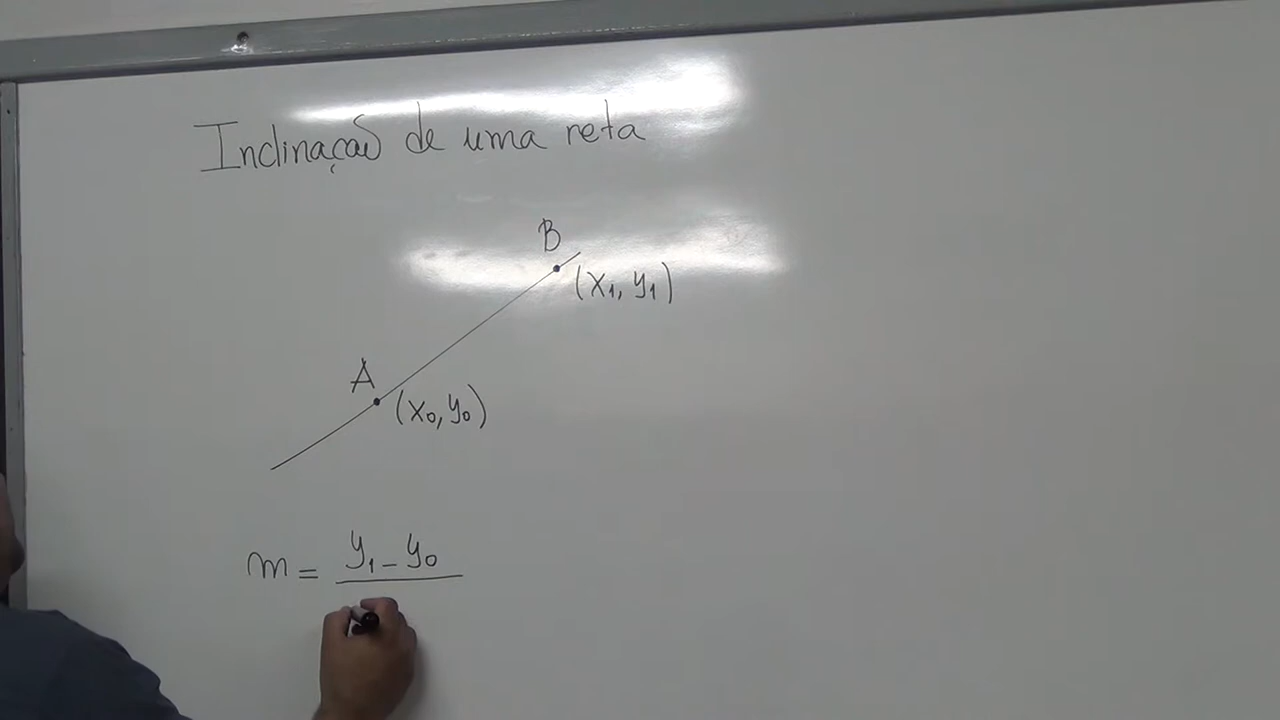 Inclinação de uma reta
B
(x₁, y₁)
A
(x₀, y₀)
m = y₁ - y₀